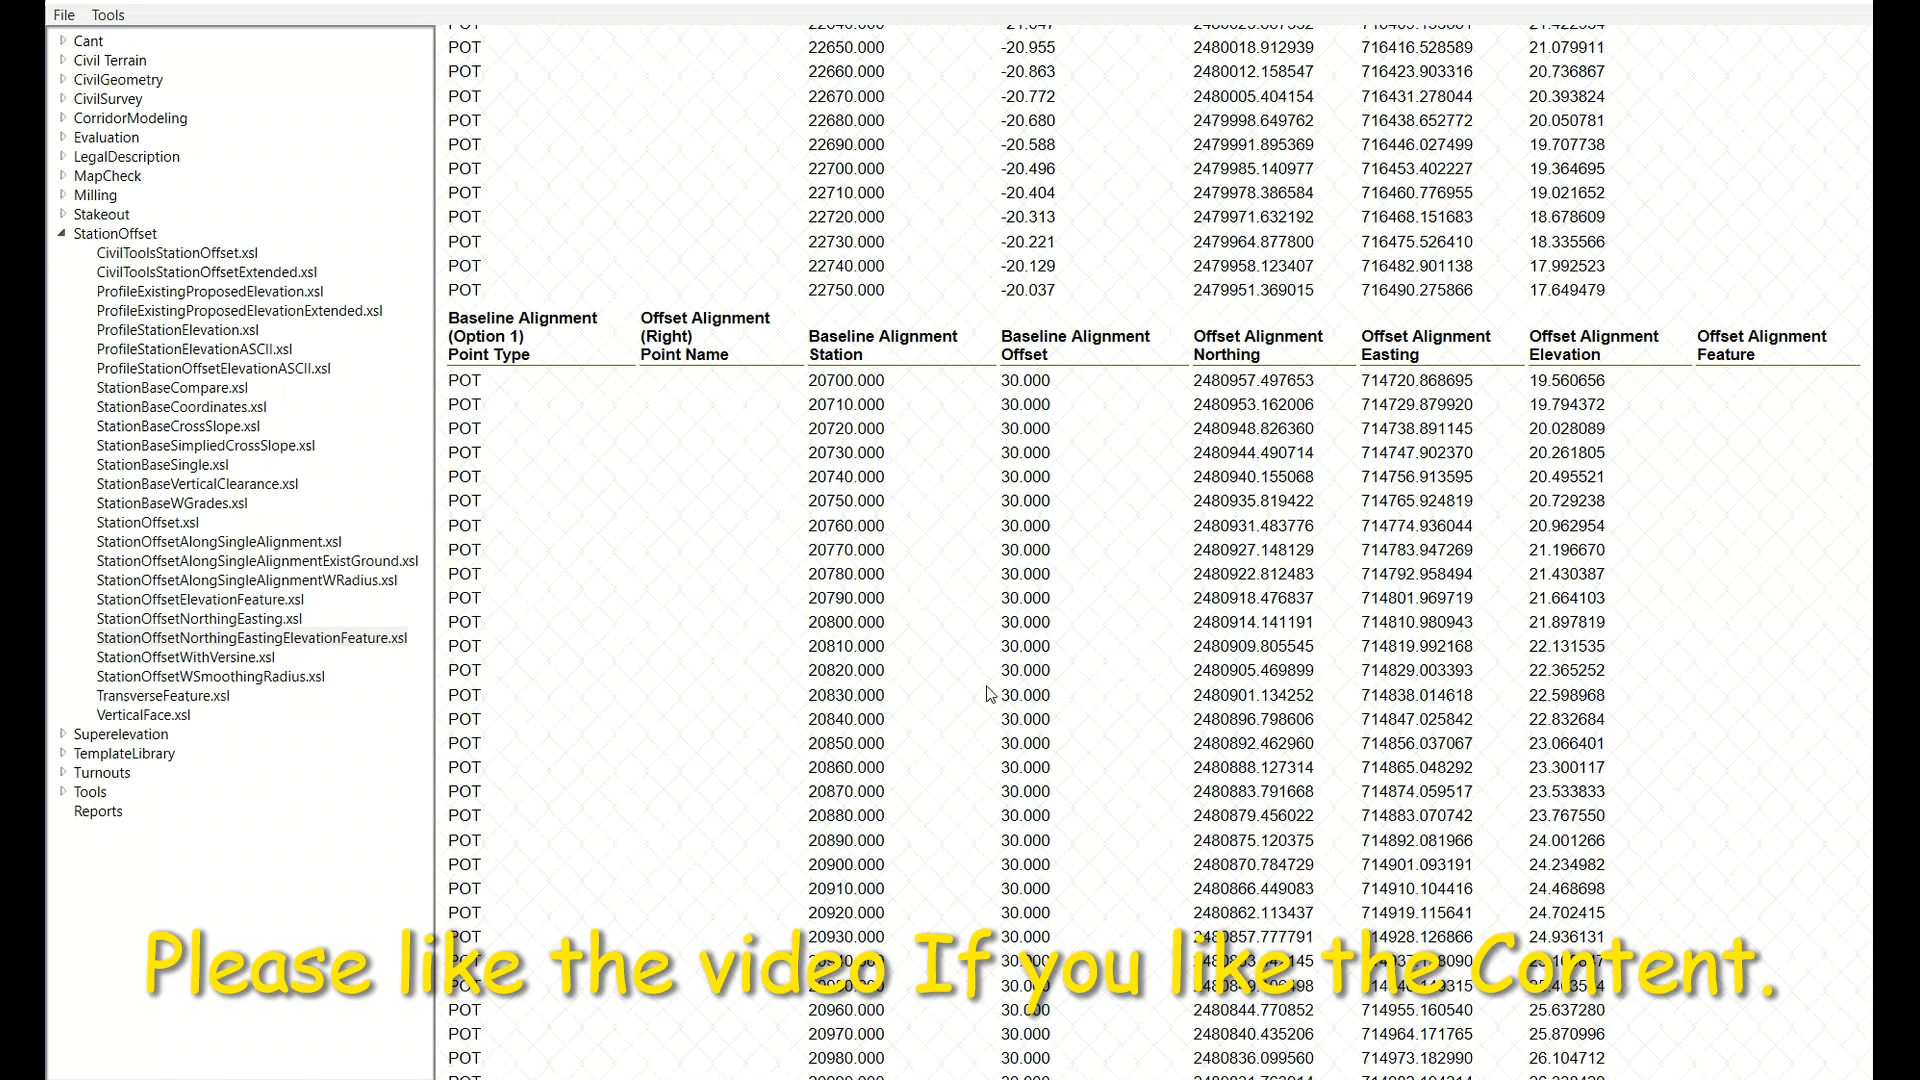 File Tools
Cant
Civil Terrain
CivilGeometry
CivilSurvey
CorridorModeling
Evaluation
LegalDescription
MapCheck
Milling
Stakeout
StationOffset
CivilToolsStationOffset.xsl
CivilToolsStationOffsetExtended.xsl
ProfileExistingProposedElevation.xsl
ProfileExistingProposedElevationExtended.xsl
ProfileStationElevation.xsl
ProfileStationElevationASCII.xsl
ProfileStationOffsetElevationASCII.xsl
StationBaseCompare.xsl
StationBaseCoordinates.xsl
StationBaseCrossSlope.xsl
StationBaseSimpliedCrossSlope.xsl
StationBaseSingle.xsl
StationBaseVerticalClearance.xsl
StationBaseWGrades.xsl
StationOffset.xsl
StationOffsetAlongSingleAlignment.xsl
StationOffsetAlongSingleAlignmentExistGround.xsl
StationOffsetAlongSingleAlignmentWRadius.xsl
StationOffsetElevationFeature.xsl
StationOffsetNorthingEasting.xsl
StationOffsetNorthingEastingElevationFeature.xsl
StationOffsetWithVersine.xsl
StationOffsetWSmoothingRadius.xsl
TransverseFeature.xsl
VerticalFace.xsl
Superelevation
TemplateLibrary
Turnouts
Tools
Reports
POT 22650.000 -20.955 2480018.912939 716416.528589 21.079911
POT 22660.000 -20.863 2480012.158547 716423.903316 20.736867
POT 22670.000 -20.772 2480005.404154 716431.278044 20.393824
POT 22680.000 -20.680 2479998.649762 716438.652772 20.050781
POT 22690.000 -20.588 2479991.895369 716446.027499 19.707738
POT 22700.000 -20.496 2479985.140977 716453.402227 19.364695
POT 22710.000 -20.404 2479978.386584 716460.776955 19.021652
POT 22720.000 -20.313 2479971.632192 716468.151683 18.678609
POT 22730.000 -20.221 2479964.877800 716475.526410 18.335566
POT 22740.000 -20.129 2479958.123407 716482.901138 17.992523
POT 22750.000 -20.037 2479951.369015 716490.275866 17.649479
Baseline Alignment Offset Alignment
(Option 1) (Right) Baseline Alignment Baseline Alignment Offset Alignment Offset Alignment Offset Alignment Offset Alignment
Point Type Point Name Station Offset Northing Easting Elevation Feature
POT 20700.000 30.000 2480957.497653 714720.868695 19.560656
POT 20710.000 30.000 2480953.162006 714729.879920 19.794372
POT 20720.000 30.000 2480948.826360 714738.891145 20.028089
POT 20730.000 30.000 2480944.490714 714747.902370 20.261805
POT 20740.000 30.000 2480940.155068 714756.913595 20.495521
POT 20750.000 30.000 2480935.819422 714765.924819 20.729238
POT 20760.000 30.000 2480931.483776 714774.936044 20.962954
POT 20770.000 30.000 2480927.148129 714783.947269 21.196670
POT 20780.000 30.000 2480922.812483 714792.958494 21.430387
POT 20790.000 30.000 2480918.476837 714801.969719 21.664103
POT 20800.000 30.000 2480914.141191 714810.980943 21.897819
POT 20810.000 30.000 2480909.805545 714819.992168 22.131535
POT 20820.000 30.000 2480905.469899 714829.003393 22.365252
POT 20830.000 30.000 2480901.134252 714838.014618 22.598968
POT 20840.000 30.000 2480896.798606 714847.025842 22.832684
POT 20850.000 30.000 2480892.462960 714856.037067 23.066401
POT 20860.000 30.000 2480888.127314 714865.048292 23.300117
POT 20870.000 30.000 2480883.791668 714874.059517 23.533833
POT 20880.000 30.000 2480879.456022 714883.070742 23.767550
POT 20890.000 30.000 2480875.120375 714892.081966 24.001266
POT 20900.000 30.000 2480870.784729 714901.093191 24.234982
POT 20910.000 30.000 2480866.449083 714910.104416 24.468698
POT 20920.000 30.000 2480862.113437 714919.115641 24.702415
POT 20930.000 30.000 2480857.777791 714928.126866 24.936131
Please like the video If you like the Content.
POT 20960.000 30.000 2480844.770852 714955.160540 25.637280
POT 20970.000 30.000 2480840.435206 714964.171765 25.870996
POT 20980.000 30.000 2480836.099560 714973.182990 26.104712